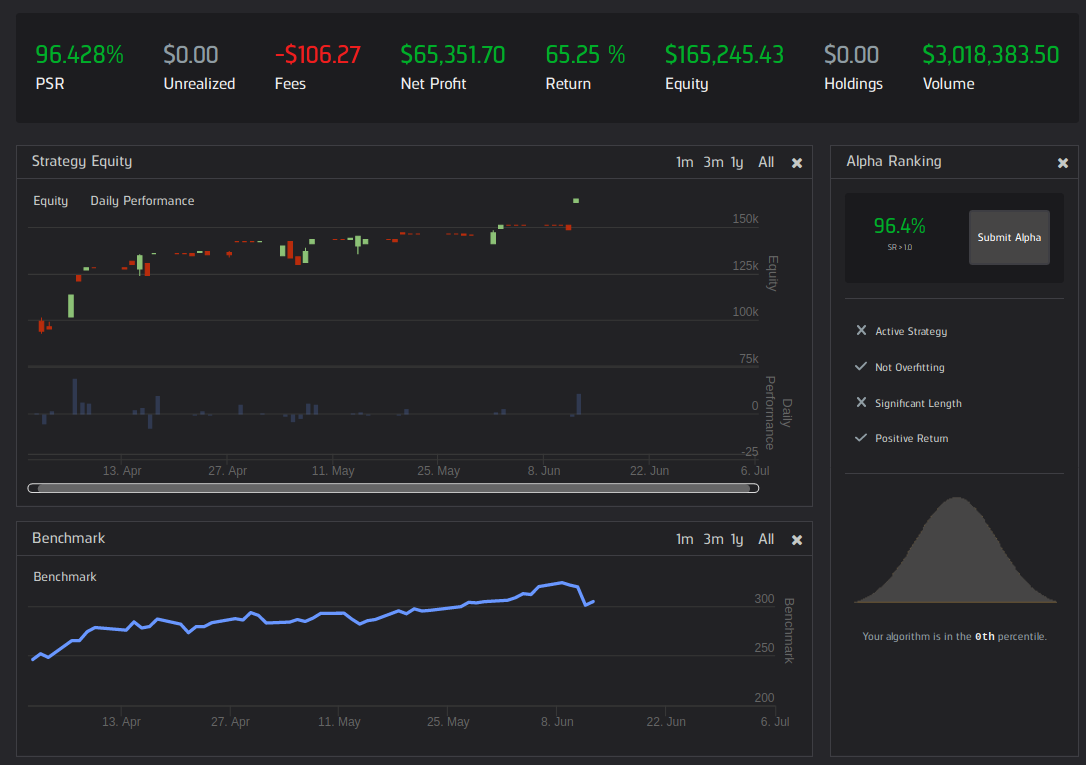 96.428% $0.00 -$106.27 $65,351.70 65.25 % $165,245.43 $0.00 $3,018,383.50
PSR Unrealized Fees Net Profit Return Equity Holdings Volume
Strategy Equity 1m 3m 1y All
Equity Daily Performance
150k
125k
100k
75k
Equity
0
-25
Daily
Performance
13. Apr 27. Apr 11. May 25. May 8. Jun 22. Jun 6. Jul
Benchmark 1m 3m 1y All
Benchmark
300
250
200
Benchmark
13. Apr 27. Apr 11. May 25. May 8. Jun 22. Jun 6. Jul
Alpha Ranking
96.4%
SR > 1.0
Submit Alpha
Active Strategy
Not Overfitting
Significant Length
Positive Return
Your algorithm is in the 0th percentile.